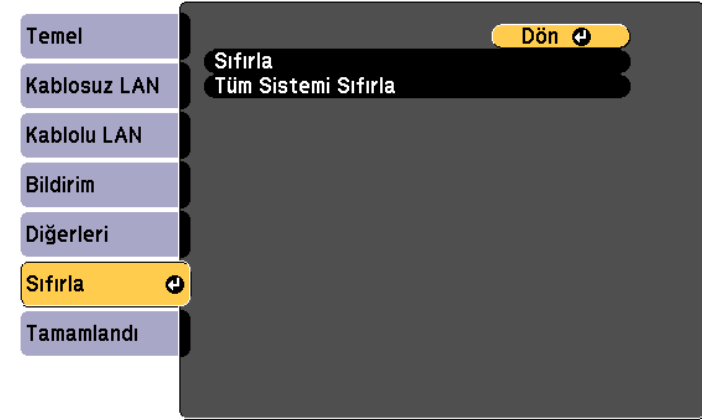 Temel
Kablosuz LAN
Kablolu LAN
Bildirim
Diğerleri
Sıfırla
Tamamlandı
Dön
Sıfırla
Tüm Sistemi Sıfırla